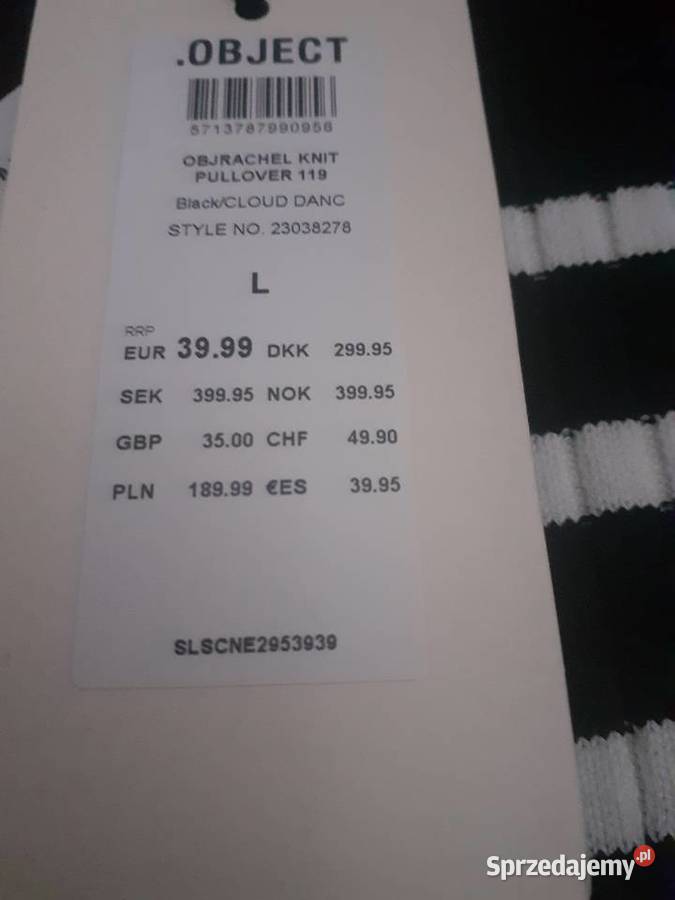 .OBJECT
5713787990956
OBJRACHEL KNIT
PULLOVER 119
Black/CLOUD DANC
STYLE NO. 23038278
L
RRP
EUR 39.99 DKK 299.95
SEK 399.95 NOK 399.95
GBP 35.00 CHF 49.90
PLN 189.99 €ES 39.95
SLSCNE2953939
Sprzedajemy.pl